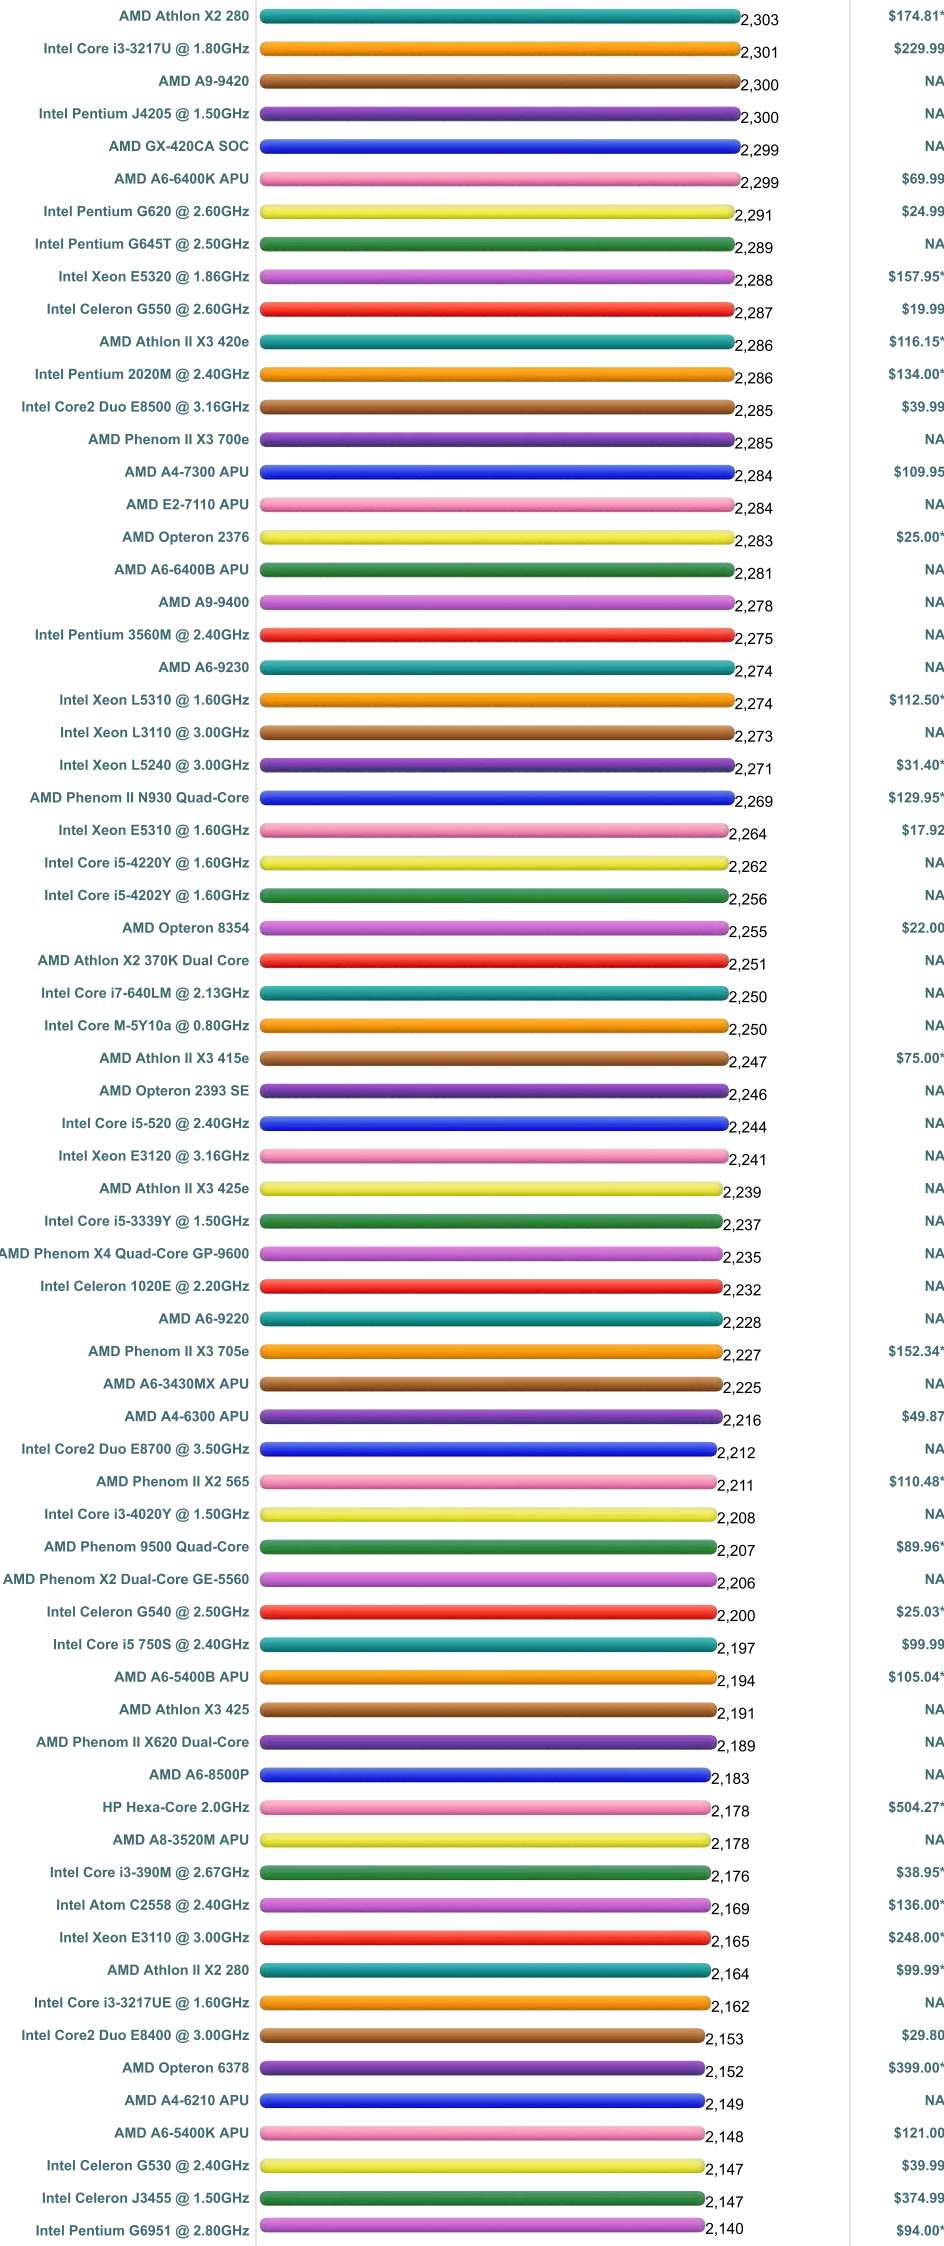 AMD Athlon X2 280 2,303 $174.81*
Intel Core i3-3217U @ 1.80GHz 2,301 $229.99
AMD A9-9420 2,300 NA
Intel Pentium J4205 @ 1.50GHz 2,300 NA
AMD GX-420CA SOC 2,299 NA
AMD A6-6400K APU 2,299 $69.99
Intel Pentium G620 @ 2.60GHz 2,291 $24.99
Intel Pentium G645T @ 2.50GHz 2,289 NA
Intel Xeon E5320 @ 1.86GHz 2,288 $157.95*
Intel Celeron G550 @ 2.60GHz 2,287 $19.99
AMD Athlon II X3 420e 2,286 $116.15*
Intel Pentium 2020M @ 2.40GHz 2,286 $134.00*
Intel Core2 Duo E8500 @ 3.16GHz 2,285 $39.99
AMD Phenom II X3 700e 2,285 NA
AMD A4-7300 APU 2,284 $109.95
AMD E2-7110 APU 2,284 NA
AMD Opteron 2376 2,283 $25.00*
AMD A6-6400B APU 2,281 NA
AMD A9-9400 2,278 NA
Intel Pentium 3560M @ 2.40GHz 2,275 NA
AMD A6-9230 2,274 NA
Intel Xeon L5310 @ 1.60GHz 2,274 $112.50*
Intel Xeon L3110 @ 3.00GHz 2,273 NA
Intel Xeon L5240 @ 3.00GHz 2,271 $31.40*
AMD Phenom II N930 Quad-Core 2,269 $129.95*
Intel Xeon E5310 @ 1.60GHz 2,264 $17.92
Intel Core i5-4220Y @ 1.60GHz 2,262 NA
Intel Core i5-4202Y @ 1.60GHz 2,256 NA
AMD Opteron 8354 2,255 $22.00
AMD Athlon X2 370K Dual Core 2,251 NA
Intel Core i7-640LM @ 2.13GHz 2,250 NA
Intel Core M-5Y10a @ 0.80GHz 2,250 NA
AMD Athlon II X3 415e 2,247 $75.00*
AMD Opteron 2393 SE 2,246 NA
Intel Core i5-520 @ 2.40GHz 2,244 NA
Intel Xeon E3120 @ 3.16GHz 2,241 NA
AMD Athlon II X3 425e 2,239 NA
Intel Core i5-3339Y @ 1.50GHz 2,237 NA
AMD Phenom X4 Quad-Core GP-9600 2,235 NA
Intel Celeron 1020E @ 2.20GHz 2,232 NA
AMD A6-9220 2,228 NA
AMD Phenom II X3 705e 2,227 $152.34*
AMD A6-3430MX APU 2,225 NA
AMD A4-6300 APU 2,216 $49.87
Intel Core2 Duo E8700 @ 3.50GHz 2,212 NA
AMD Phenom II X2 565 2,211 $110.48*
Intel Core i3-4020Y @ 1.50GHz 2,208 NA
AMD Phenom 9500 Quad-Core 2,207 $89.96*
AMD Phenom X2 Dual-Core GE-5560 2,206 NA
Intel Celeron G540 @ 2.50GHz 2,200 $25.03*
Intel Core i5 750S @ 2.40GHz 2,197 $99.99
AMD A6-5400B APU 2,194 $105.04*
AMD Athlon X3 425 2,191 NA
AMD Phenom II X620 Dual-Core 2,189 NA
AMD A6-8500P 2,183 NA
HP Hexa-Core 2.0GHz 2,178 $504.27*
AMD A8-3520M APU 2,178 NA
Intel Core i3-390M @ 2.67GHz 2,176 $38.95*
Intel Atom C2558 @ 2.40GHz 2,169 $136.00*
Intel Xeon E3110 @ 3.00GHz 2,165 $248.00*
AMD Athlon II X2 280 2,164 $99.99*
Intel Core i3-3217UE @ 1.60GHz 2,162 NA
Intel Core2 Duo E8400 @ 3.00GHz 2,153 $29.80
AMD Opteron 6378 2,152 $399.00*
AMD A4-6210 APU 2,149 NA
AMD A6-5400K APU 2,148 $121.00
Intel Celeron G530 @ 2.40GHz 2,147 $39.99
Intel Celeron J3455 @ 1.50GHz 2,147 $374.99
Intel Pentium G6951 @ 2.80GHz 2,140 $94.00*